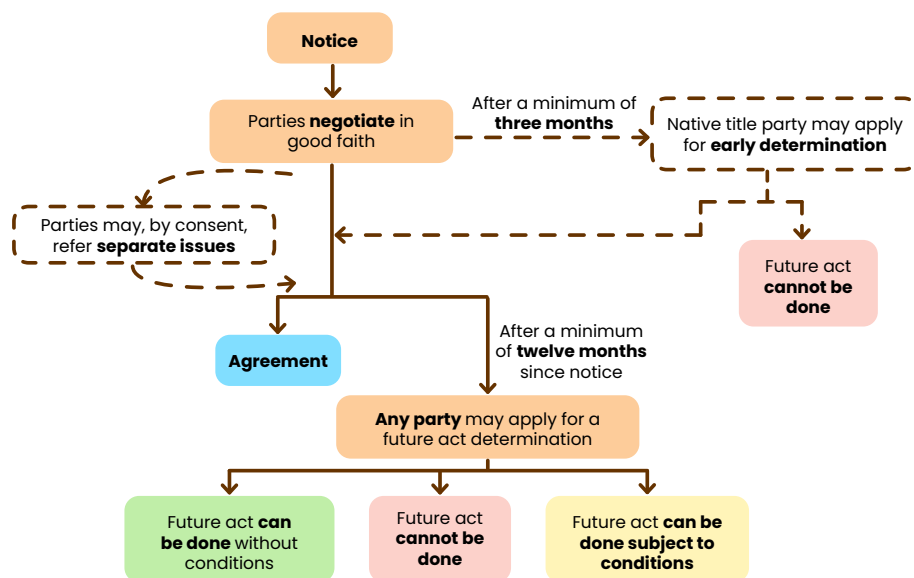 Notice
Parties negotiate in
good faith
After a minimum of
three months
Native title party may apply
for early determination
Parties may, by consent,
refer separate issues
Future act
cannot be
done
Agreement
After a minimum
of twelve months
since notice
Any party may apply for a
future act determination
Future act can
be done without
conditions
Future act
cannot be
done
Future act can be
done subject to
conditions